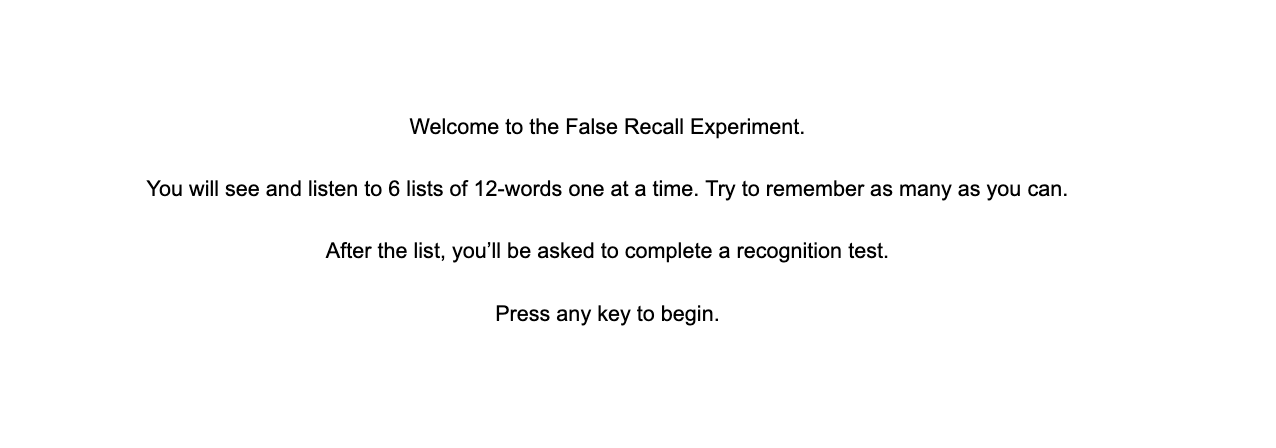 Welcome to the False Recall Experiment.
You will see and listen to 6 lists of 12-words one at a time. Try to remember as many as you can.
After the list, you’ll be asked to complete a recognition test.
Press any key to begin.